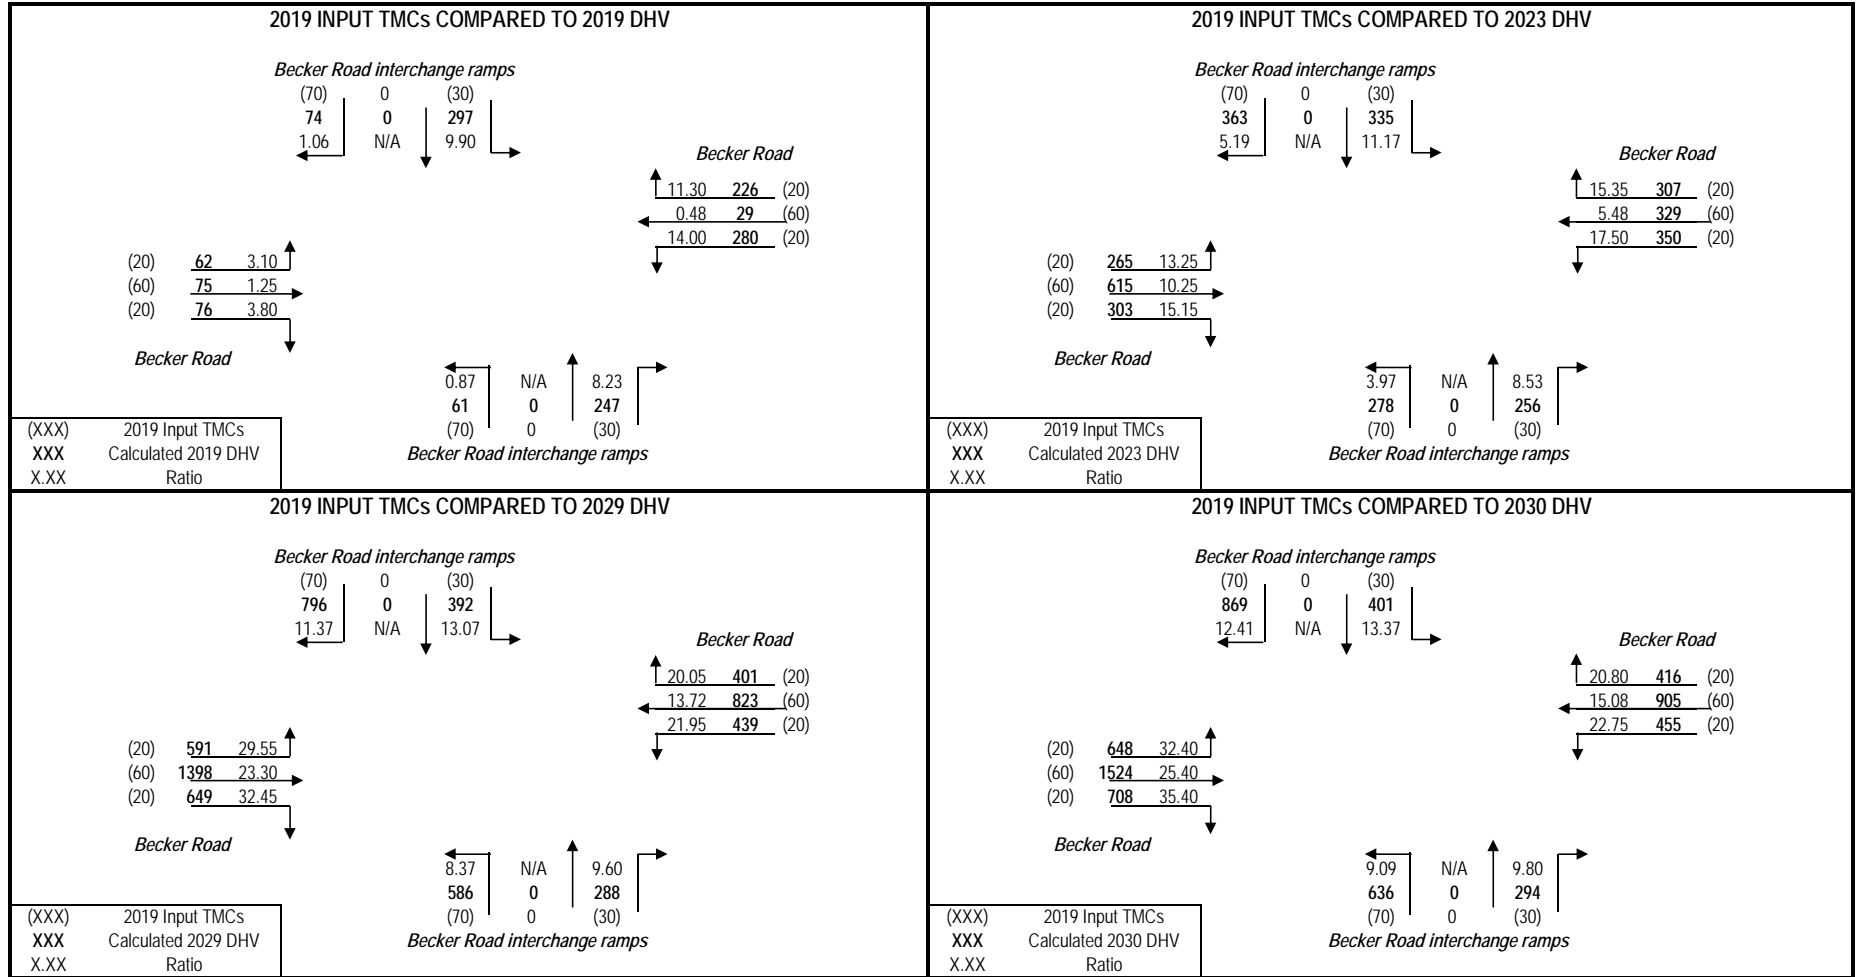 2019 INPUT TMCs COMPARED TO 2019 DHV
Becker Road interchange ramps
(70) 0 (30)
74 0 297
1.06 N/A 9.90
Becker Road
11.30 226 (20)
0.48 29 (60)
14.00 280 (20)
(20) 62 3.10
(60) 75 1.25
(20) 76 3.80
Becker Road
0.87 N/A 8.23
61 0 247
(70) 0 (30)
Becker Road interchange ramps
(XXX) 2019 Input TMCs
XXX Calculated 2019 DHV
X.XX Ratio
2019 INPUT TMCs COMPARED TO 2023 DHV
Becker Road interchange ramps
(70) 0 (30)
363 0 335
5.19 N/A 11.17
Becker Road
15.35 307 (20)
5.48 329 (60)
17.50 350 (20)
(20) 265 13.25
(60) 615 10.25
(20) 303 15.15
Becker Road
3.97 N/A 8.53
278 0 256
(70) 0 (30)
Becker Road interchange ramps
(XXX) 2019 Input TMCs
XXX Calculated 2023 DHV
X.XX Ratio
2019 INPUT TMCs COMPARED TO 2029 DHV
Becker Road interchange ramps
(70) 0 (30)
796 0 392
11.37 N/A 13.07
Becker Road
20.05 401 (20)
13.72 823 (60)
21.95 439 (20)
(20) 591 29.55
(60) 1398 23.30
(20) 649 32.45
Becker Road
8.37 N/A 9.60
586 0 288
(70) 0 (30)
Becker Road interchange ramps
(XXX) 2019 Input TMCs
XXX Calculated 2029 DHV
X.XX Ratio
2019 INPUT TMCs COMPARED TO 2030 DHV
Becker Road interchange ramps
(70) 0 (30)
869 0 401
12.41 N/A 13.37
Becker Road
20.80 416 (20)
15.08 905 (60)
22.75 455 (20)
(20) 648 32.40
(60) 1524 25.40
(20) 708 35.40
Becker Road
9.09 N/A 9.80
636 0 294
(70) 0 (30)
Becker Road interchange ramps
(XXX) 2019 Input TMCs
XXX Calculated 2030 DHV
X.XX Ratio